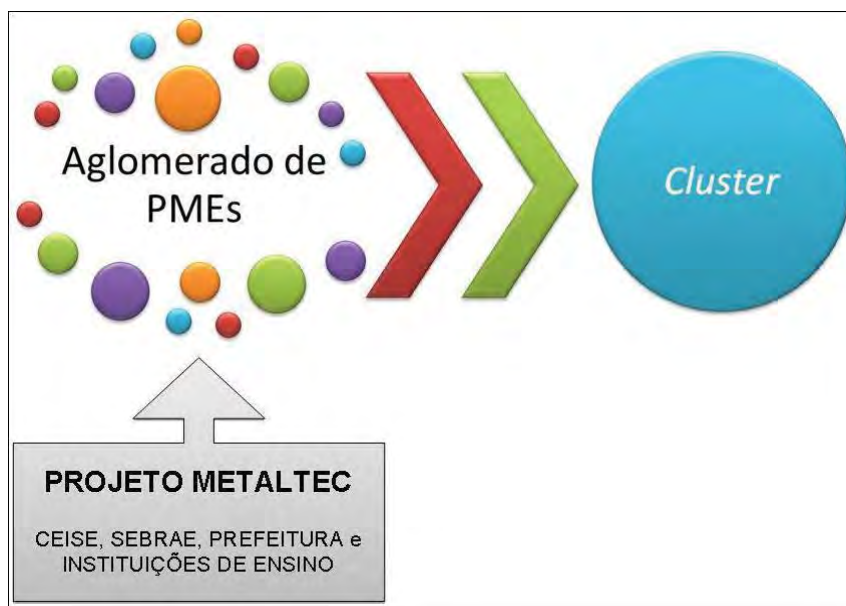 Aglomerado de
PMEs
Cluster
PROJETO METALTEC
CEISE, SEBRAE, PREFEITURA e
INSTITUIÇÕES DE ENSINO